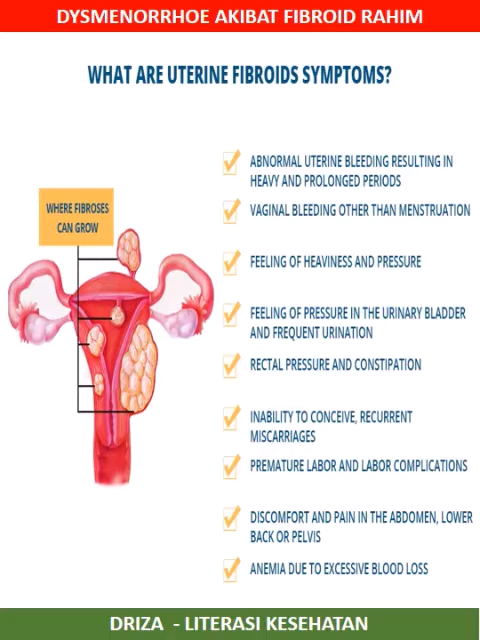 DYSMENORRHOE AKIBAT FIBROID RAHIM
WHAT ARE UTERINE FIBROIDS SYMPTOMS?
WHERE FIBROSES
CAN GROW
ABNORMAL UTERINE BLEEDING RESULTING IN
HEAVY AND PROLONGED PERIODS
VAGINAL BLEEDING OTHER THAN MENSTRUATION
FEELING OF HEAVINESS AND PRESSURE
FEELING OF PRESSURE IN THE URINARY BLADDER
AND FREQUENT URINATION
RECTAL PRESSURE AND CONSTIPATION
INABILITY TO CONCEIVE, RECURRENT
MISCARRIAGES
PREMATURE LABOR AND LABOR COMPLICATIONS
DISCOMFORT AND PAIN IN THE ABDOMEN, LOWER
BACK OR PELVIS
ANEMIA DUE TO EXCESSIVE BLOOD LOSS
DRIZA - LITERASI KESEHATAN